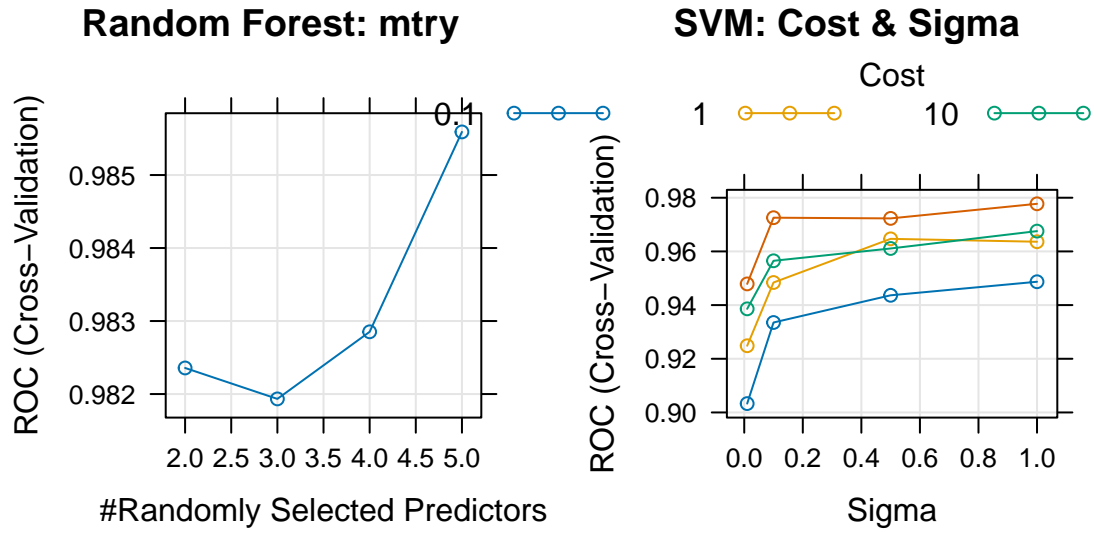 Random Forest: mtry
ROC (Cross−Validation)
0.985
0.984
0.983
0.982
2.0 2.5 3.0 3.5 4.0 4.5 5.0
#Randomly Selected Predictors
SVM: Cost & Sigma
Cost
0.1 1 10
ROC (Cross−Validation)
0.98
0.96
0.94
0.92
0.90
0.0 0.2 0.4 0.6 0.8 1.0
Sigma